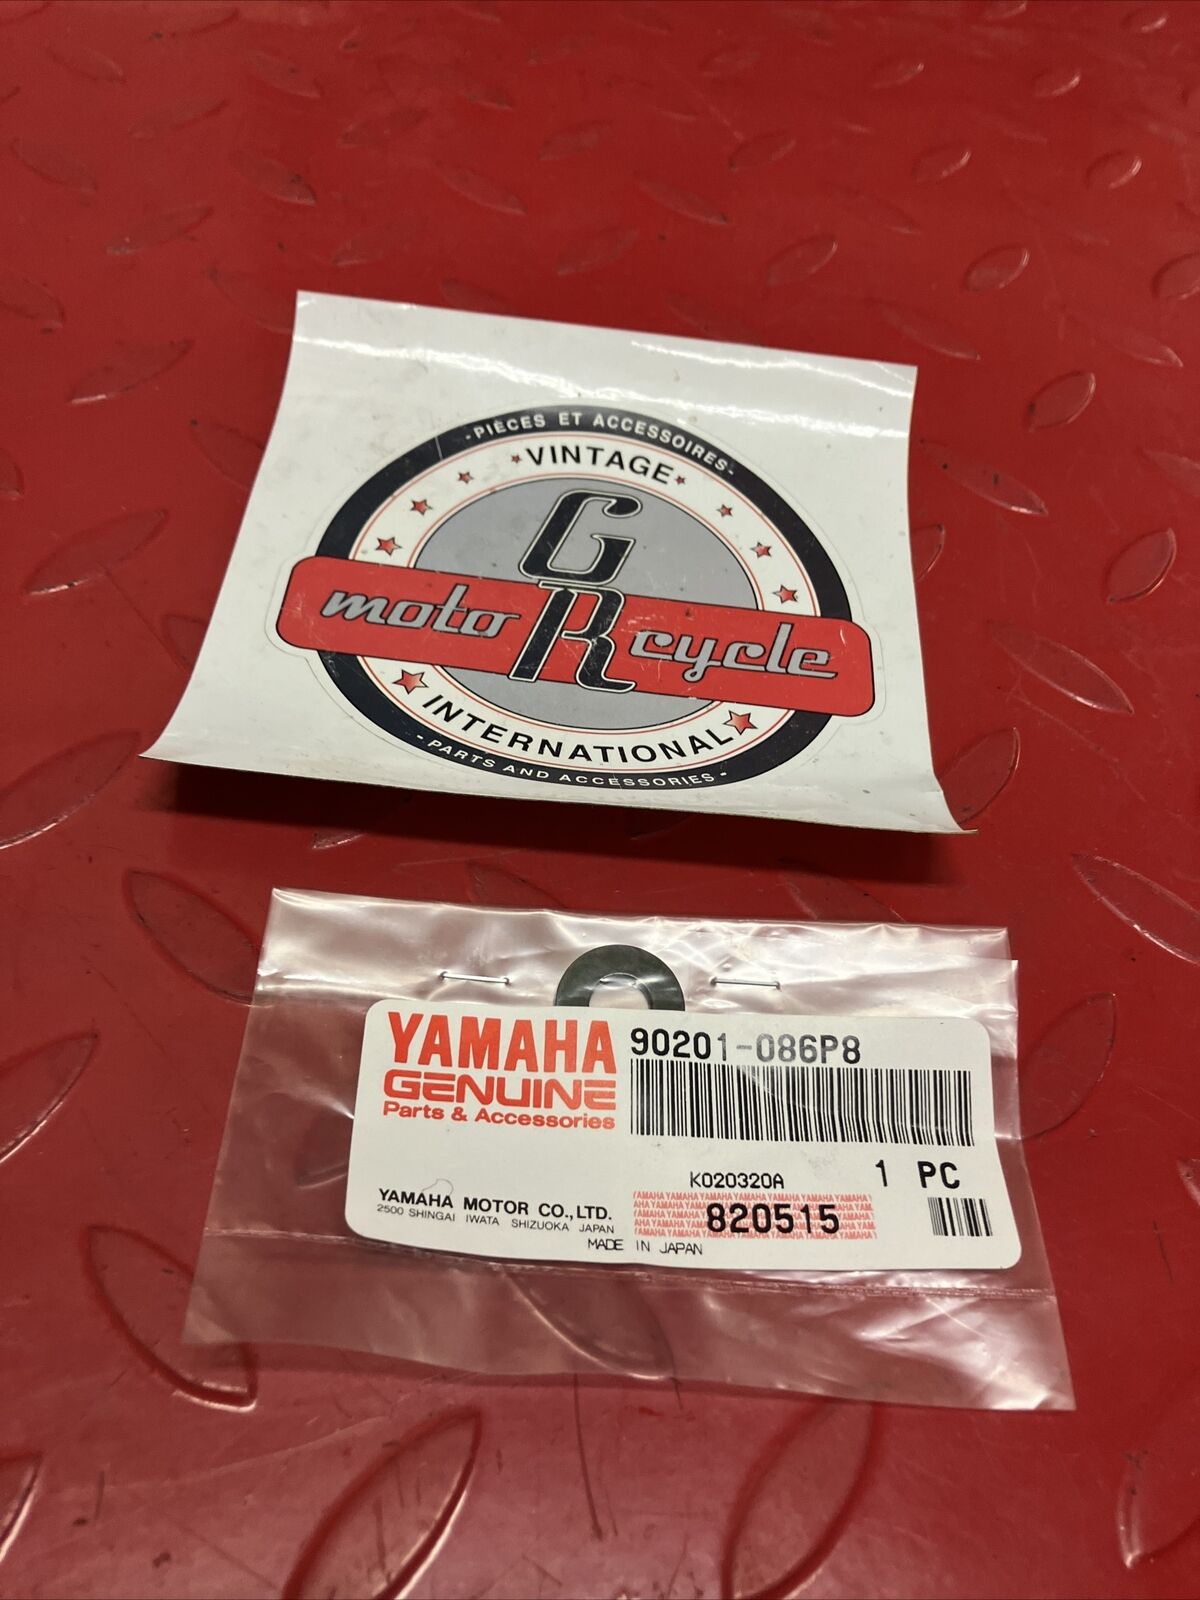 -PIÈCES ET ACCESSOIRES-
VINTAGE
GR
moto cycle
INTERNATIONAL
- PARTS AND ACCESSORIES -
YAMAHA
GENUINE
Parts & Accessories
90201-086P8
K020320A
1 PC
YAMAHA MOTOR CO.,LTD.
2500 SHINGAI IWATA SHIZUOKA JAPAN
820515
MADE IN JAPAN